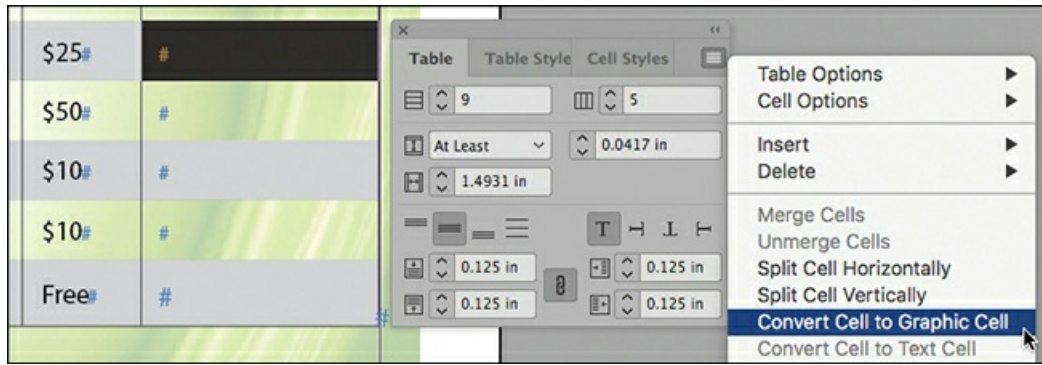 $25#
#
$50#
#
$10#
#
$10#
#
Free#
#
#
Table
Table Style
Cell Styles
9
5
At Least
0.0417 in
1.4931 in
T
0.125 in
0.125 in
0.125 in
0.125 in
Table Options
Cell Options
Insert
Delete
Merge Cells
Unmerge Cells
Split Cell Horizontally
Split Cell Vertically
Convert Cell to Graphic Cell
Convert Cell to Text Cell